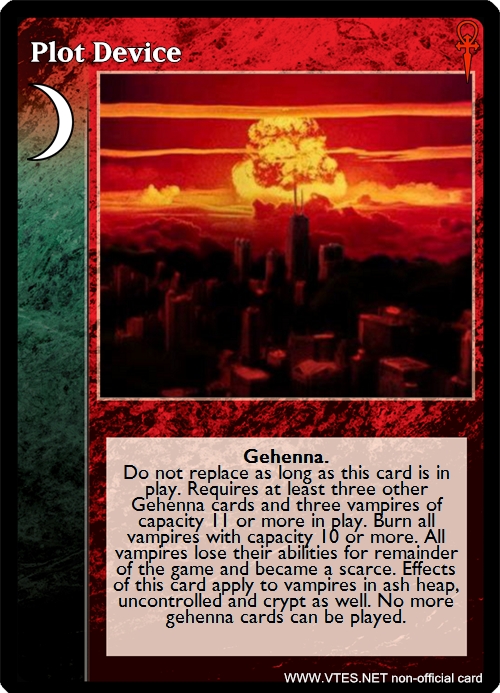 Plot Device
Gehenna.
Do not replace as long as this card is in
play. Requires at least three other
Gehenna cards and three vampires of
capacity 11 or more in play. Burn all
vampires with capacity 10 or more. All
vampires lose their abilities for remainder
of the game and became a scarce. Effects
of this card apply to vampires in ash heap,
uncontrolled and crypt as well. No more
gehenna cards can be played.
WWW.VTES.NET non-official card